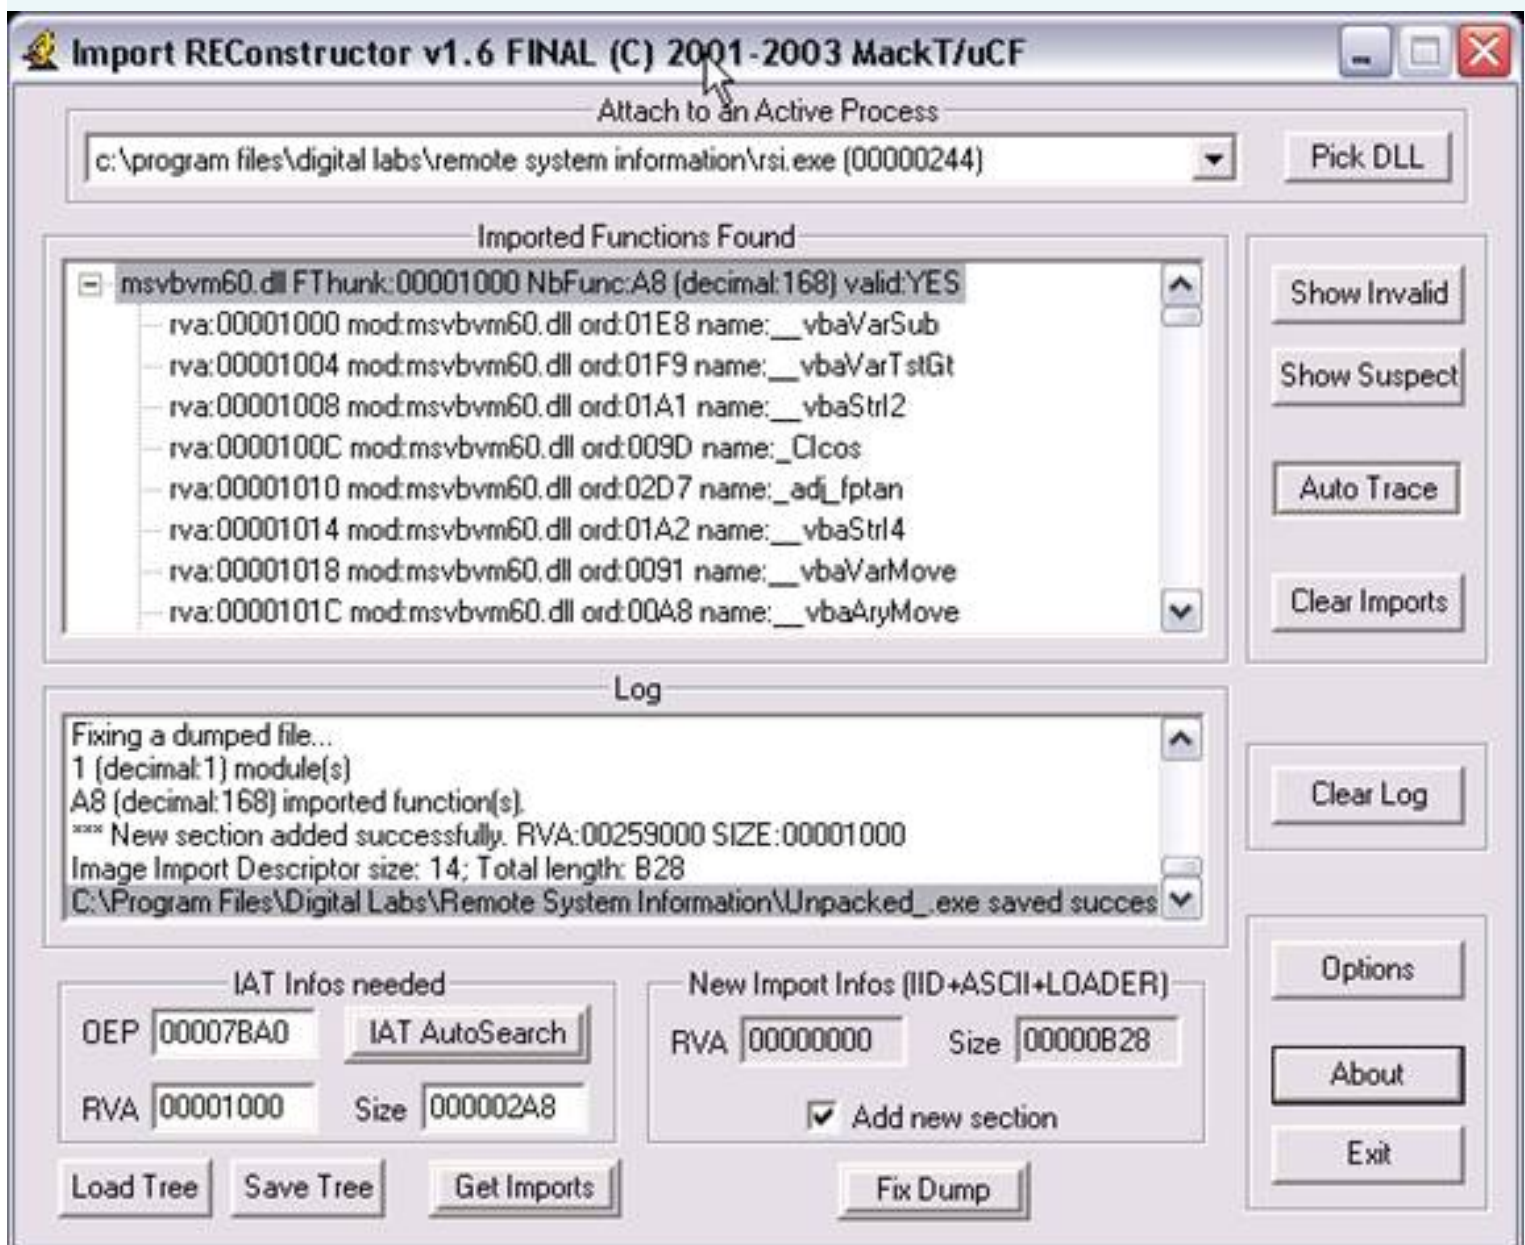 Import REConstructor v1.6 FINAL (C) 2001-2003 MackT/uCF
Attach to an Active Process
c:\program files\digital labs\remote system information\rsi.exe (00000244)
Pick DLL
Imported Functions Found
msvbvm60.dll FThunk:00001000 NbFunc:A8 (decimal:168) valid:YES
rva:00001000 mod:msvbvm60.dll ord:01E8 name:__vbaVarSub
rva:00001004 mod:msvbvm60.dll ord:01F9 name:__vbaVarTstGt
rva:00001008 mod:msvbvm60.dll ord:01A1 name:__vbaStrI2
rva:0000100C mod:msvbvm60.dll ord:009D name:_CIcos
rva:00001010 mod:msvbvm60.dll ord:02D7 name:_adj_fptan
rva:00001014 mod:msvbvm60.dll ord:01A2 name:__vbaStrI4
rva:00001018 mod:msvbvm60.dll ord:0091 name:__vbaVarMove
rva:0000101C mod:msvbvm60.dll ord:00A8 name:__vbaAryMove
Show Invalid
Show Suspect
Auto Trace
Clear Imports
Log
Fixing a dumped file...
1 (decimal:1) module(s)
A8 (decimal:168) imported function(s).
*** New section added successfully. RVA:00259000 SIZE:00001000
Image Import Descriptor size: 14; Total length: B28
C:\Program Files\Digital Labs\Remote System Information\Unpacked_.exe saved succes
Clear Log
IAT Infos needed
OEP 00007BA0 IAT AutoSearch
RVA 00001000 Size 000002A8
New Import Infos (IID+ASCII+LOADER)
RVA 00000000 Size 00000B28
Add new section
Options
About
Exit
Load Tree Save Tree Get Imports Fix Dump